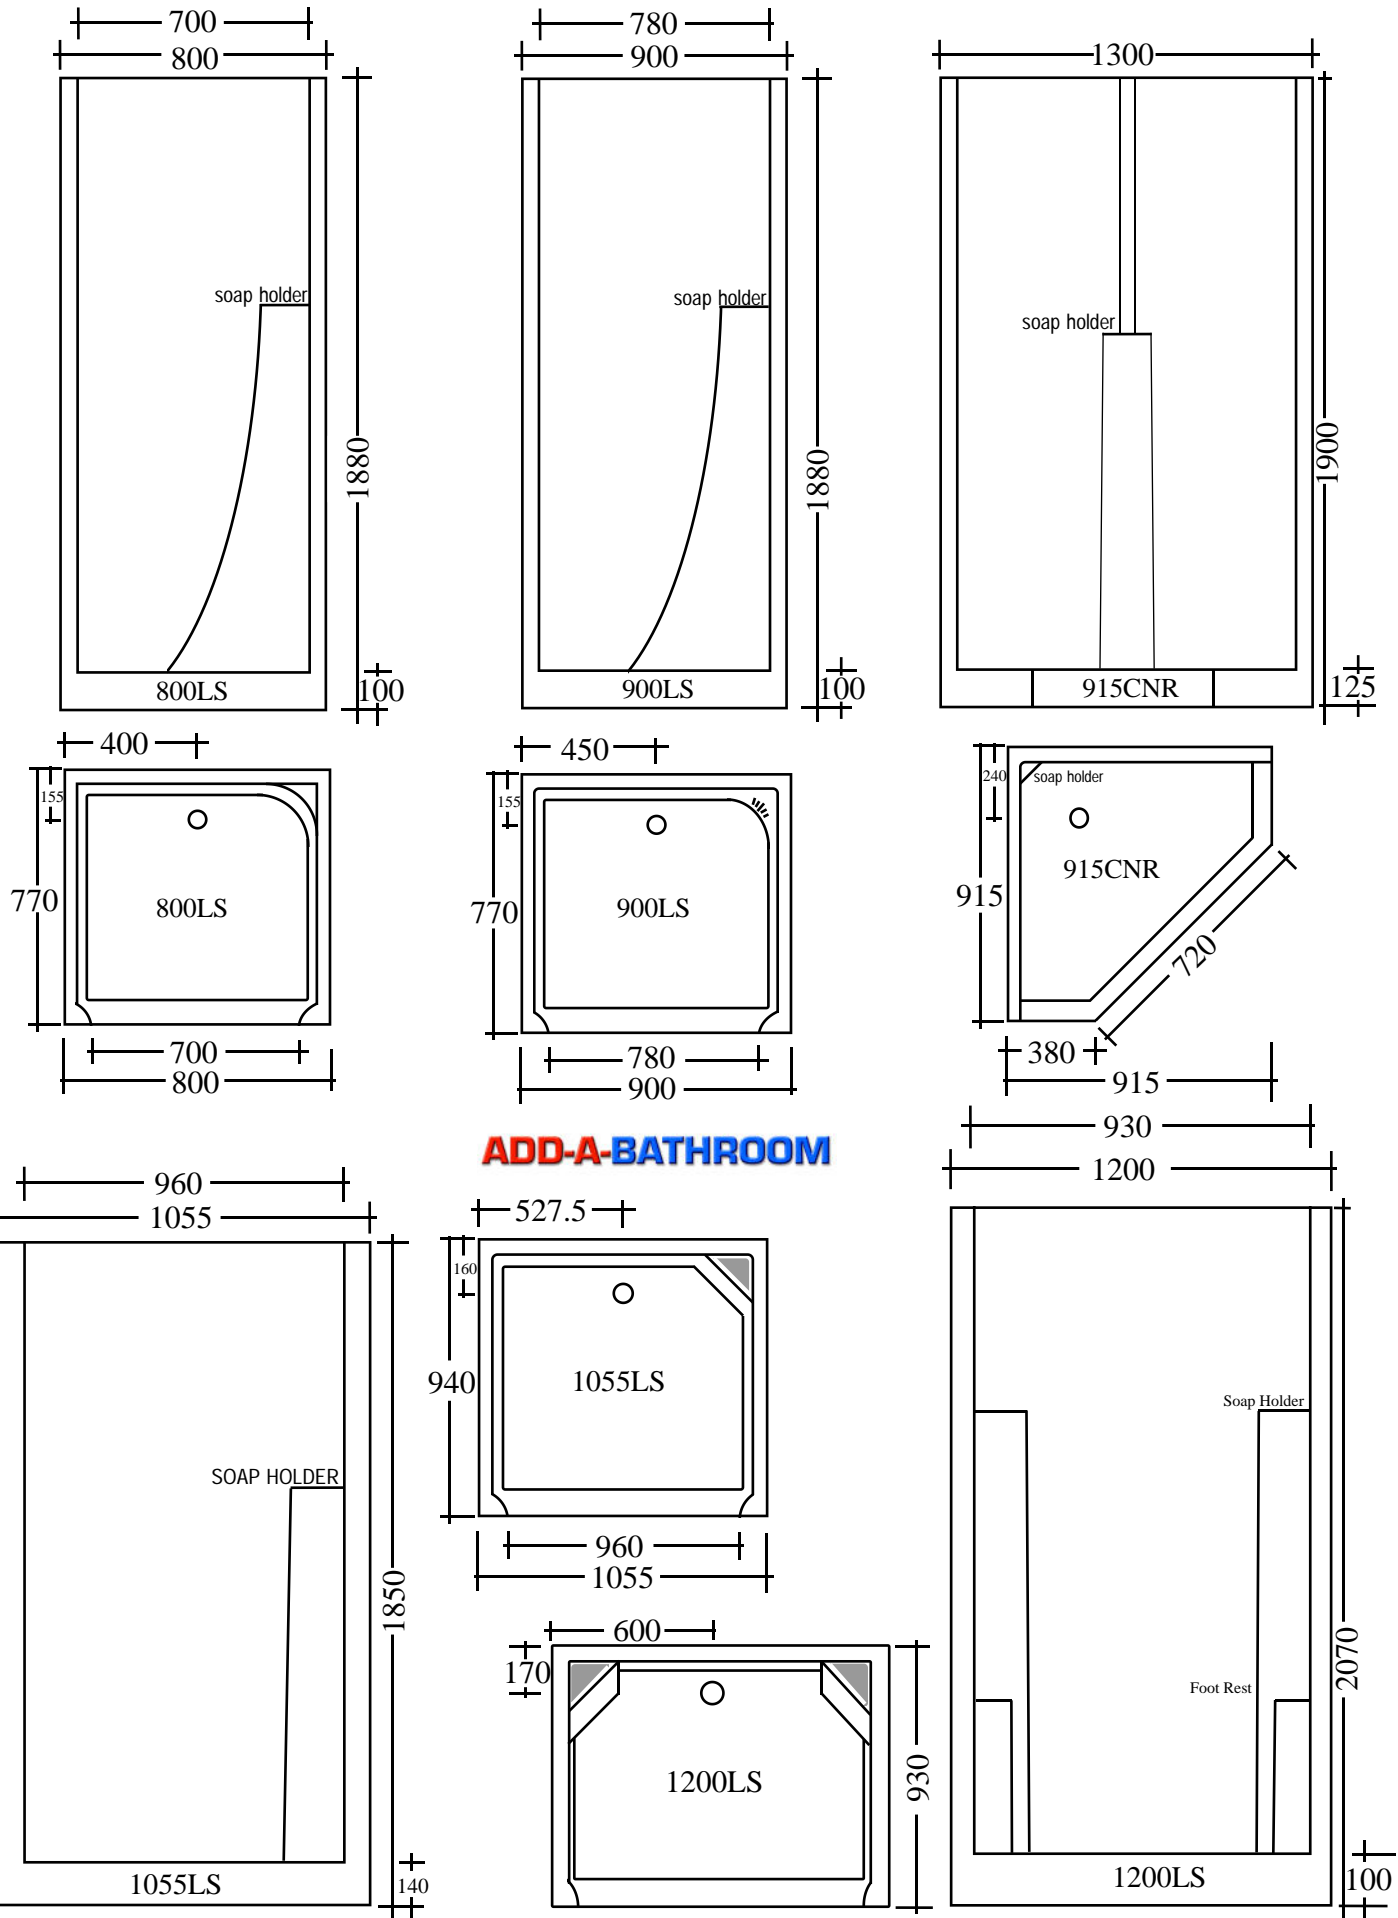 700
800
soap holder
1880
100
800LS
780
900
soap holder
1880
100
900LS
1300
soap holder
1900
125
915CNR
400
155
770
800LS
700
800
450
155
770
900LS
780
900
240
soap holder
915CNR
915
720
380
915
ADD-A-BATHROOM
960
1055
SOAP HOLDER
1850
140
1055LS
527.5
160
940
1055LS
960
1055
600
170
1200LS
930
930
1200
Soap Holder
Foot Rest
2070
100
1200LS